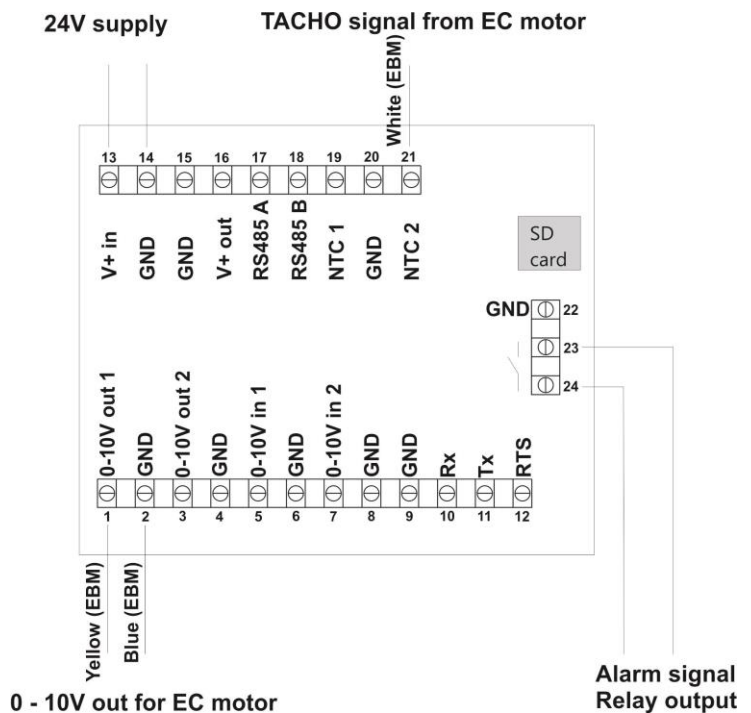 24V supply
TACHO signal from EC motor
White (EBM)
13 14 15 16 17 18 19 20 21
V+ in
GND
GND
V+ out
RS485 A
RS485 B
NTC 1
GND
NTC 2
SD
card
GND 22
23
24
0-10V out 1
GND
0-10V out 2
GND
0-10V in 1
GND
0-10V in 2
GND
GND
Rx
Tx
RTS
1 2 3 4 5 6 7 8 9 10 11 12
Yellow (EBM)
Blue (EBM)
0 - 10V out for EC motor
Alarm signal
Relay output